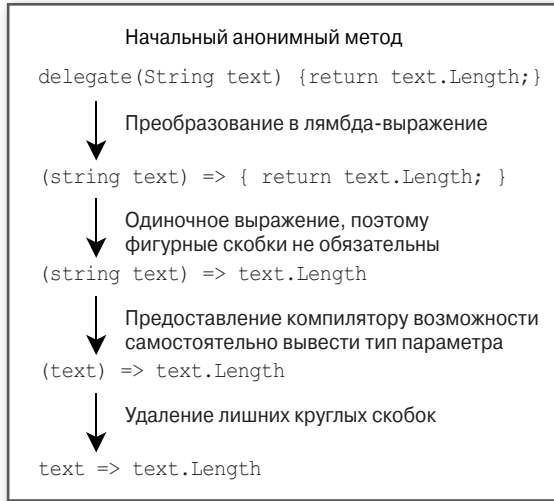 Начальный анонимный метод
delegate(String text) {return text.Length;}
Преобразование в лямбда-выражение
(string text) => { return text.Length; }
Одиночное выражение, поэтому
фигурные скобки не обязательны
(string text) => text.Length
Предоставление компилятору возможности
самостоятельно вывести тип параметра
(text) => text.Length
Удаление лишних круглых скобок
text => text.Length